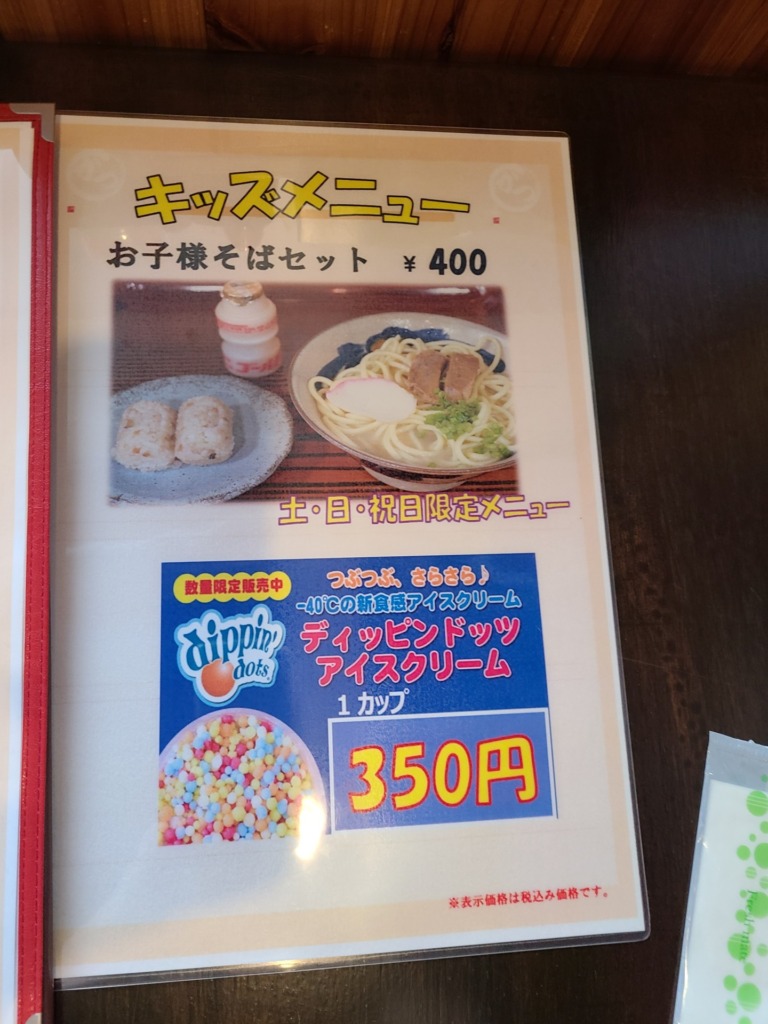 キッズメニュー
お子様そばセット ¥ 400
土・日・祝日限定メニュー
数量限定販売中
つぶつぶ、さらさら♪
-40℃の新食感アイスクリーム
dippin'
dots
ディッピンドッツ
アイスクリーム
1カップ
350円
※表示価格は税込み価格です。